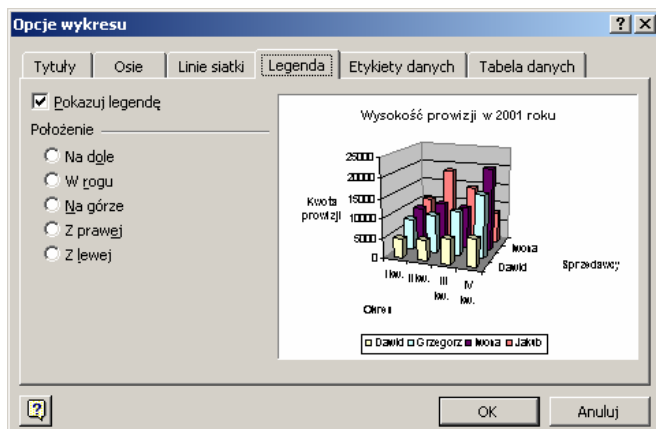 Opcje wykresu
Tytuły Osie Linie siatki Legenda Etykiety danych Tabela danych
Pokazuj legendę
Położenie
Na dole
W rogu
Na górze
Z prawej
Z lewej
Wysokość prowizji w 2001 roku
25000
20000
15000
10000
5000
0
Kwota
prowizji
I kw. II kw. III kw. IV kw.
Okres
Iwona
Dawid
Sprzedawcy
Dawid Grzegorz Iwona Jakub
OK Anuluj